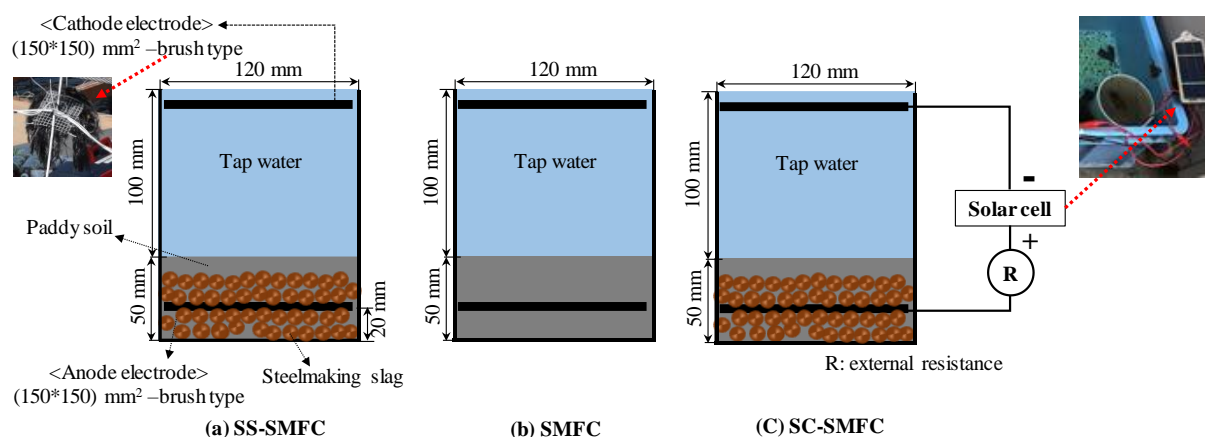 <Cathode electrode>
(150*150) mm² –brush type
120 mm
120 mm
120 mm
100 mm
Tap water
100 mm
Tap water
100 mm
Tap water
-
Solar cell
+
R
Paddy soil
50 mm
20 mm
50 mm
50 mm
R: external resistance
<Anode electrode>
(150*150) mm² –brush type
Steelmaking slag
(a) SS-SMFC
(b) SMFC
(C) SC-SMFC